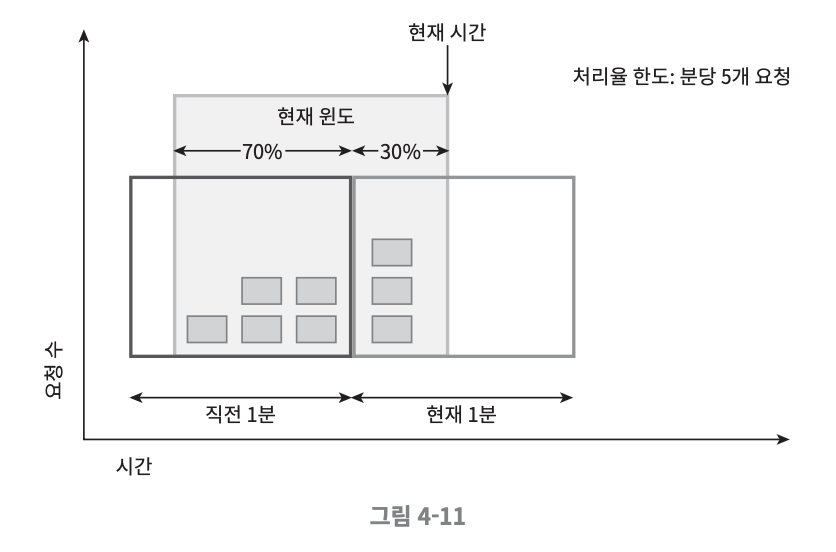 현재 시간
처리율 한도: 분당 5개 요청
현재 윈도
70%
30%
요청 수
직전 1분
현재 1분
시간
그림 4-11